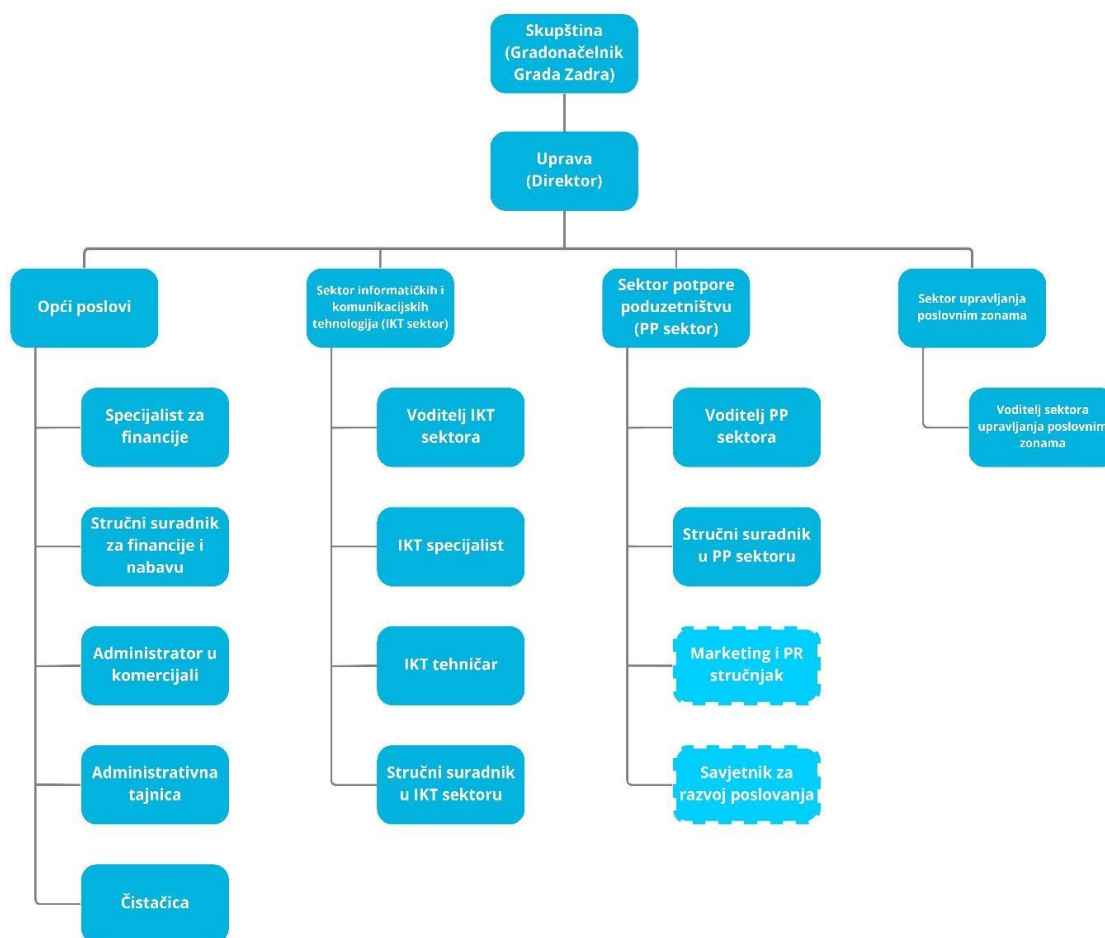 Skupština
(Gradonačelnik
Grada Zadra)
Uprava
(Direktor)
Opći poslovi
Sektor informatičkih i
komunikacijskih
tehnologija (IKT sektor)
Sektor potpore
poduzetništvu
(PP sektor)
Sektor upravljanja
poslovnim zonama
Specijalist za
financije
Stručni suradnik
za financije i
nabavu
Administrator u
komercijali
Administrativna
tajnica
Čistačica
Voditelj IKT
sektora
IKT specijalist
IKT tehničar
Stručni suradnik
u IKT sektoru
Voditelj PP
sektora
Stručni suradnik
u PP sektoru
Marketing i PR
stručnjak
Savjetnik za
razvoj poslovanja
Voditelj sektora
upravljanja poslovnim
zonama